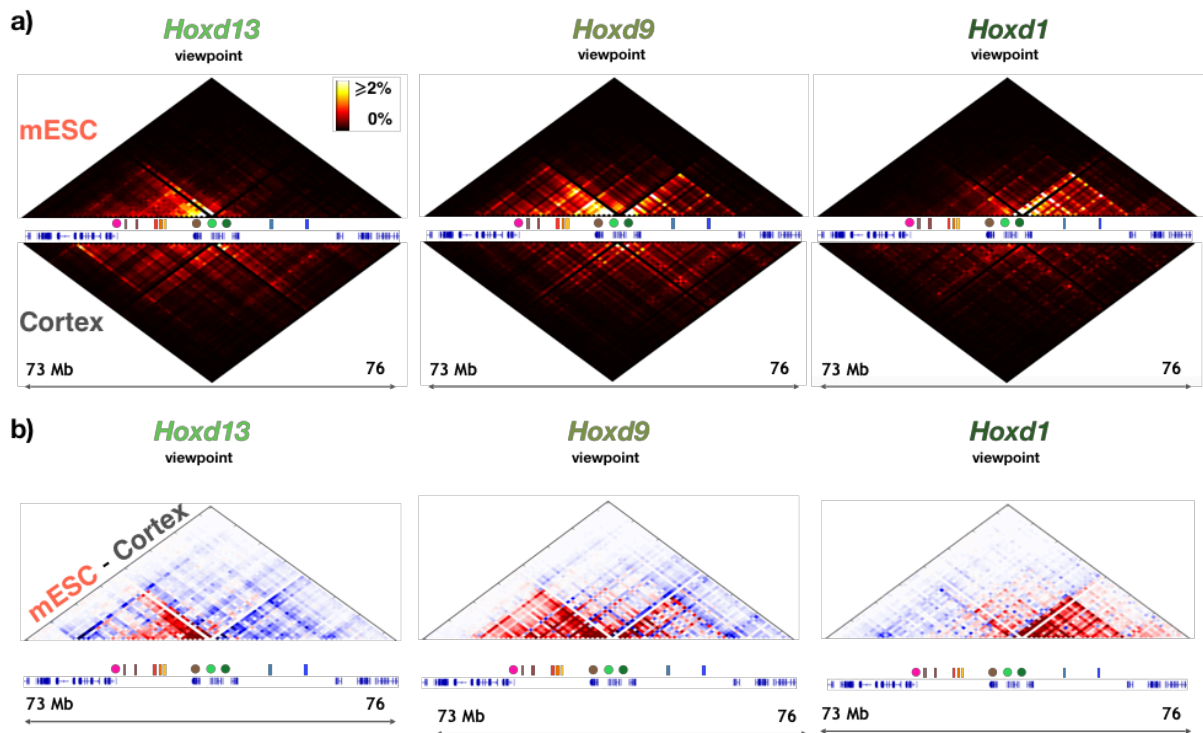 a)
Hoxd13
viewpoint
Hoxd9
viewpoint
Hoxd1
viewpoint
mESC
⩾2%
0%
Cortex
73 Mb
76
73 Mb
76
73 Mb
76
b)
Hoxd13
viewpoint
Hoxd9
viewpoint
Hoxd1
viewpoint
mESC - Cortex
73 Mb
76
73 Mb
76
73 Mb
76